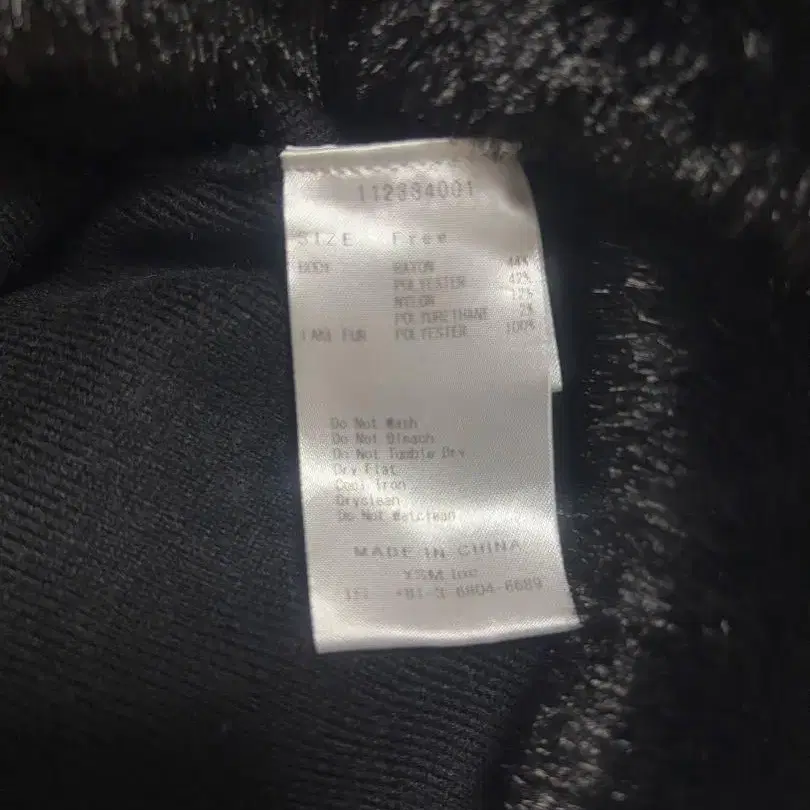 112334001
SIZE Free
BODY RAYON 44%
POLYESTER 42%
NYLON 12%
POLYURETHANE 2%
FUR POLYESTER 100%
Do Not Wash
Do Not Bleach
Do Not Tumble Dry
Dry Flat
Cool Iron
Dryclean
Do Not Wetclean
MADE IN CHINA
YSM Inc
TEL +81-3 6804-6689